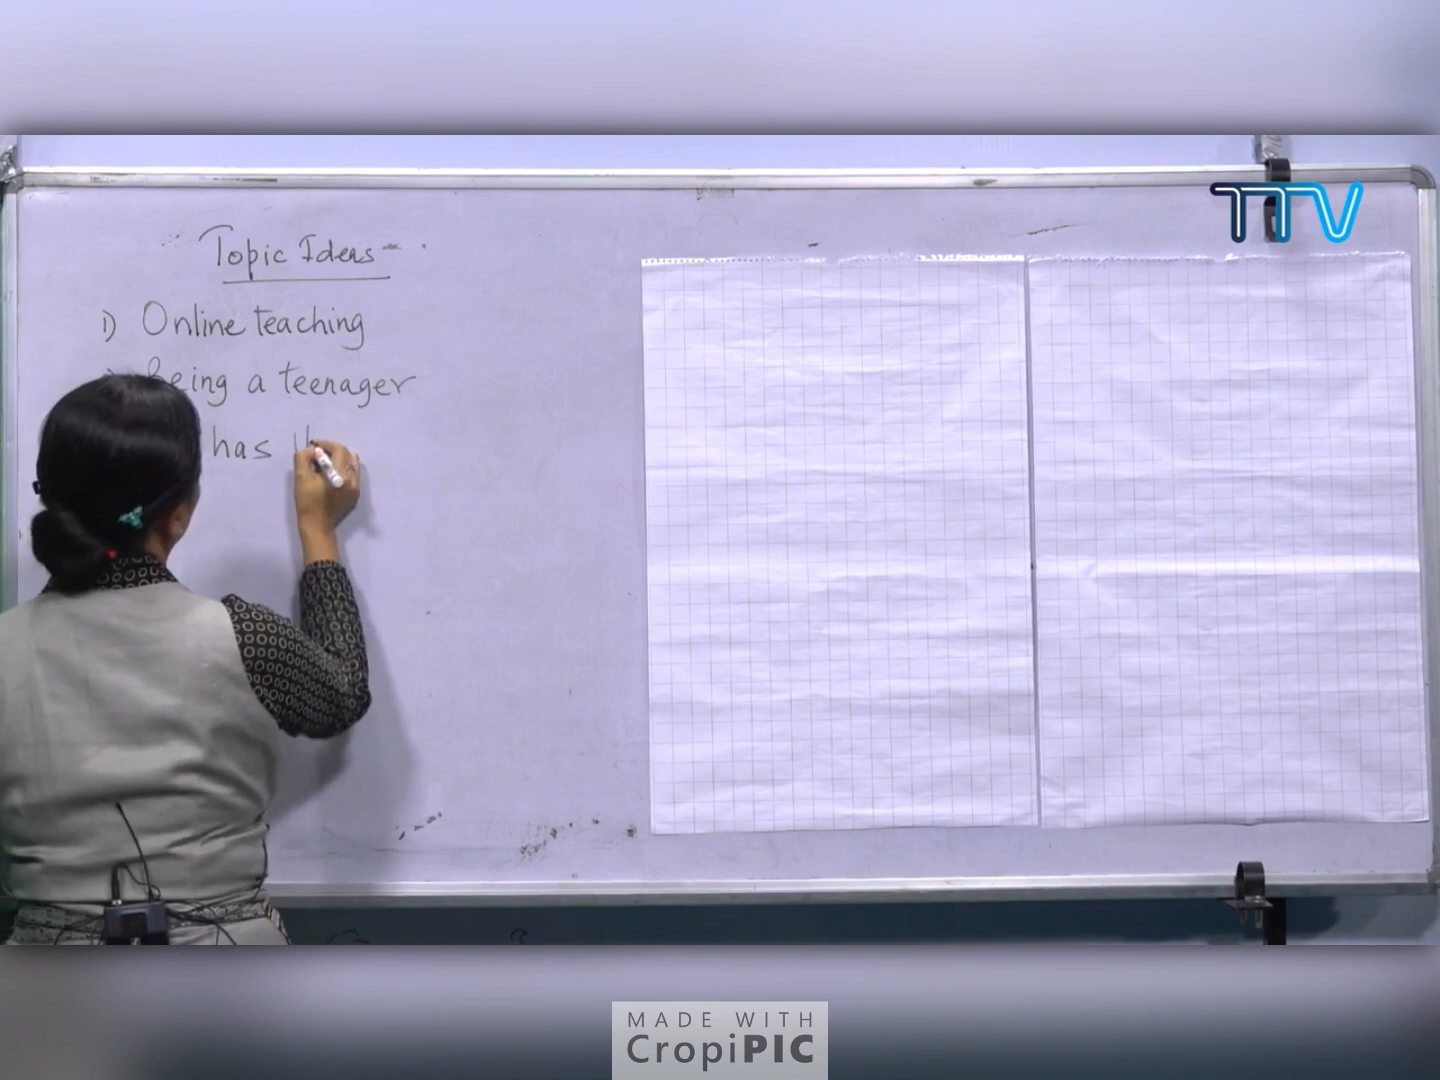 TTV
Topic Ideas -
1) Online teaching
Being a teenager
has
MADE WITH
CropiPIC